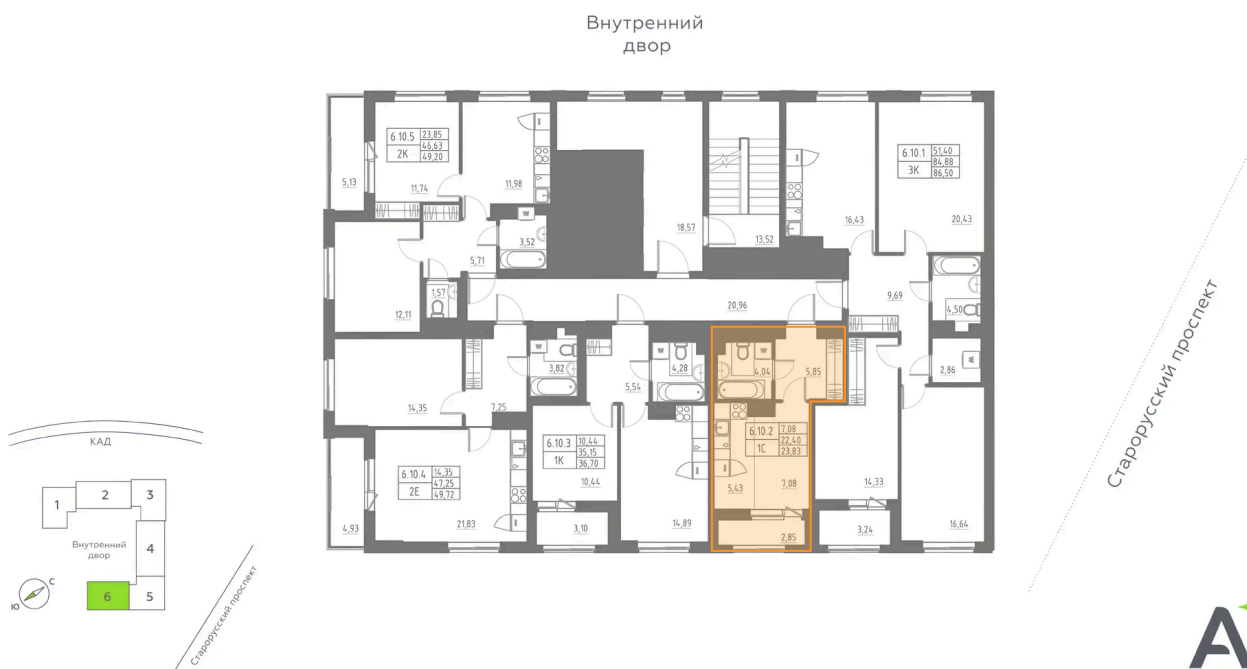 Внутренний
двор
6.10.5 23,85
46,63
2К 49,20
5,13
11,74
11,98
18,57
13,52
16,43
6.10.1 51,40
84,88
3К 86,50
20,43
3,52
5,71
1,57
12,11
20,96
9,69
4,50
2,86
14,35
7,25
3,82
5,54
4,28
4,04
5,85
6.10.4 14,35
47,25
2Е 49,72
4,93
21,83
6.10.3 10,44
35,15
1К 36,70
10,44
3,10
14,89
6.10.2 7,08
22,40
1С 23,83
5,43
7,08
2,85
14,33
3,24
16,64
W
W
W
W
Старорусский проспект
КАД
1
2
3
4
5
6
Внутренний
двор
С
Ю
Старорусский проспект
А